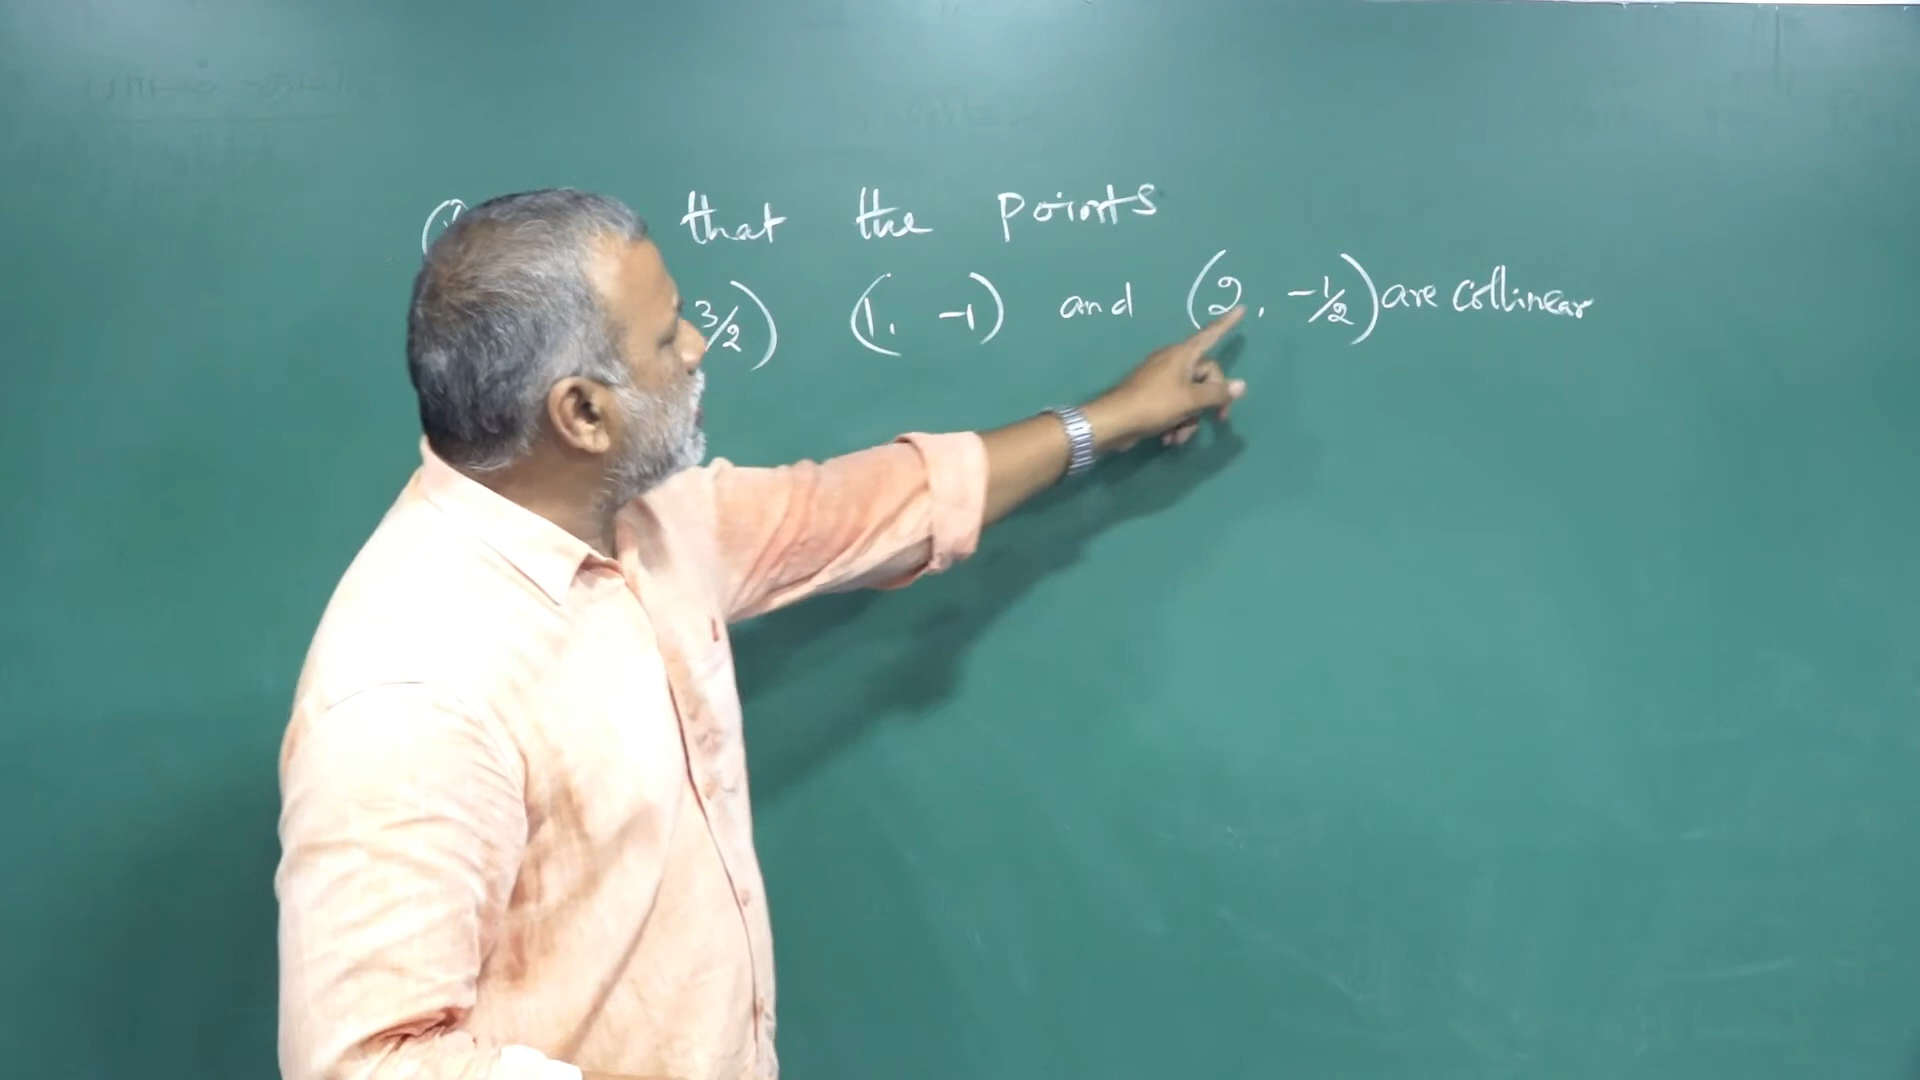 that the points
3/2) (1, -1) and (2, -1/2) are collinear